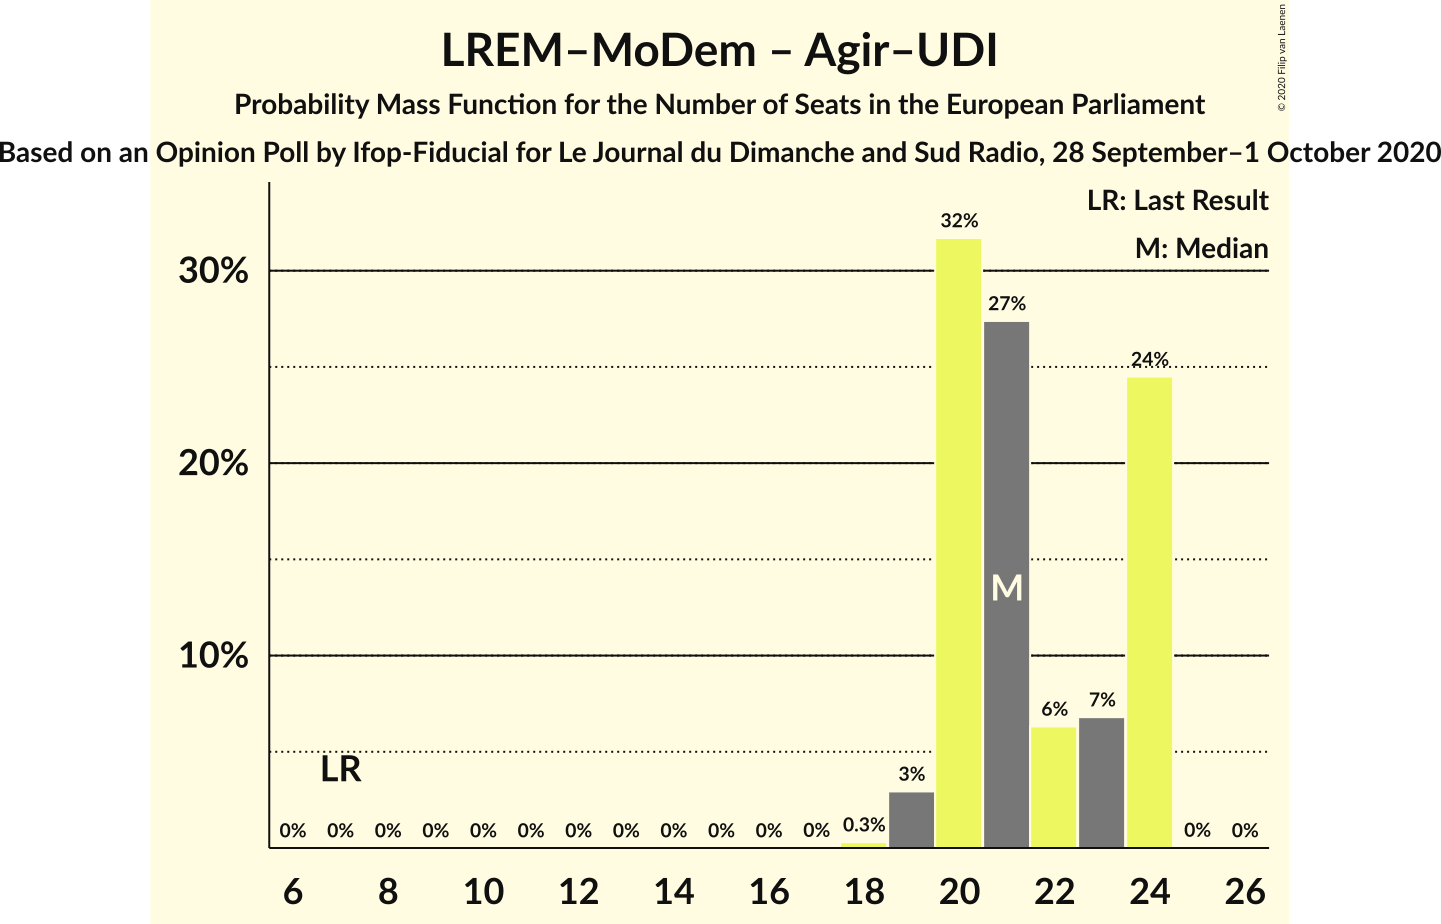 LREM–MoDem – Agir–UDI
© 2020 Filip van Laenen
Probability Mass Function for the Number of Seats in the European Parliament
Based on an Opinion Poll by Ifop-Fiducial for Le Journal du Dimanche and Sud Radio, 28 September–1 October 2020
LR: Last Result
M: Median
30%
20%
10%
LR
M
0% 0% 0% 0% 0% 0% 0% 0% 0% 0% 0% 0% 0.3% 3% 32% 27% 6% 7% 24% 0% 0%
6 8 10 12 14 16 18 20 22 24 26